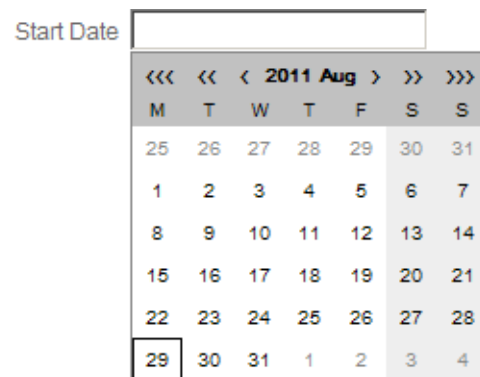 Start Date
‹‹‹ ‹‹ ‹ 2011 Aug › ›› ›››
M T W T F S S
25 26 27 28 29 30 31
1 2 3 4 5 6 7
8 9 10 11 12 13 14
15 16 17 18 19 20 21
22 23 24 25 26 27 28
29 30 31 1 2 3 4